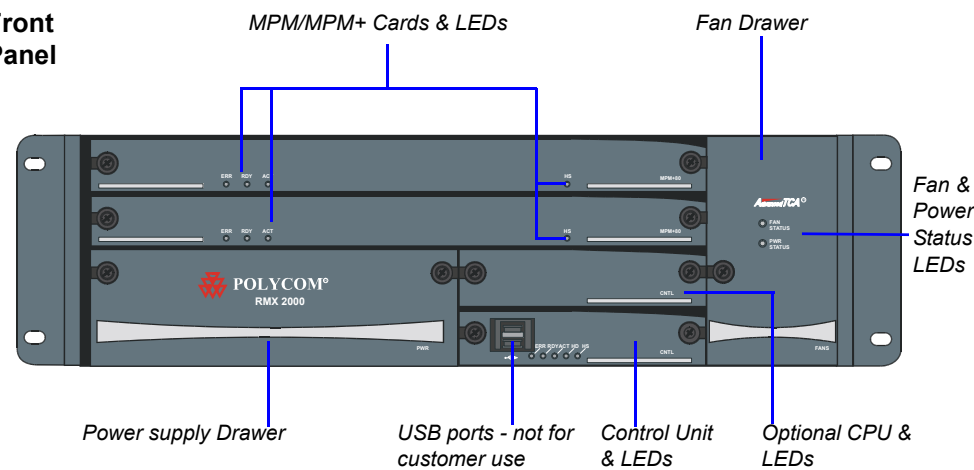 Front
Panel
MPM/MPM+ Cards & LEDs
Fan Drawer
ERR RDY ACT
HS
MPM+80
ERR RDY ACT
HS
MPM+80
FAN
STATUS
PWR
STATUS
Fan &
Power
Status
LEDs
POLYCOM
RMX 2000
PWR
CNTL
ERR RDY ACT HD HS
CNTL
FANS
Power supply Drawer
USB ports - not for
customer use
Control Unit
& LEDs
Optional CPU &
LEDs